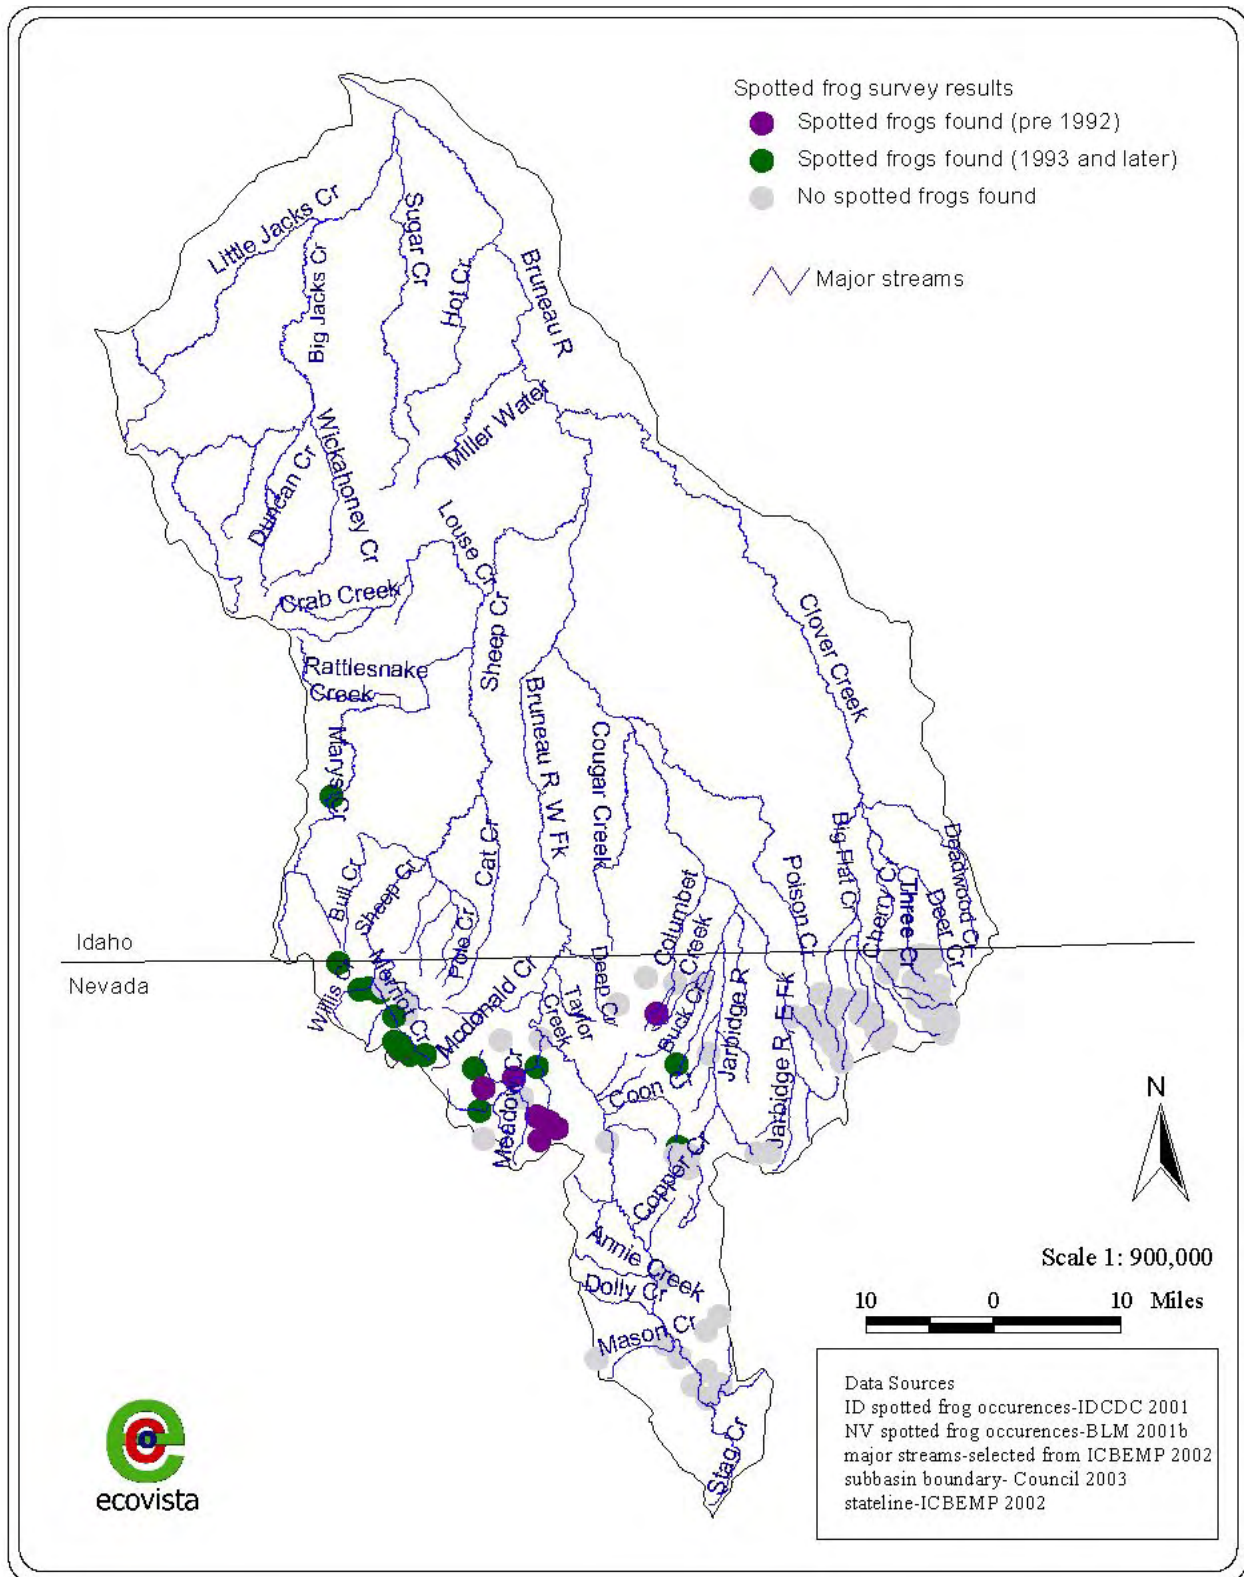 Spotted frog survey results
Spotted frogs found (pre 1992)
Spotted frogs found (1993 and later)
No spotted frogs found
Major streams
Little Jacks Cr
Big Jacks Cr
Sugar Cr
Hot Cr
Bruneau R
Miller Water
Wickahoney Cr
Duncan Cr
Louse Cr
Crab Creek
Sheep Cr
Clover Creek
Rattlesnake
Creek
Bruneau R, W Fk
Cougar Creek
Marys Cr
Cat Cr
Bull Cr
Sheep Cr
Pole Cr
Columbet
Creek
Poison Cr
Big Flat Cr
Cherry Cr
Three Cr
Deadwood Cr
Deer Cr
Idaho
Nevada
Willis Cr
Merriot Cr
Mcdonald Cr
Taylor
Creek
Deep Cr
Buck Cr
Jarbidge R
Jarbidge R, E Fk
Meadow Cr
Coon Cr
Copper Cr
Annie Creek
Dolly Cr
Mason Cr
Stag Cr
N
Scale 1: 900,000
10 0 10 Miles
Data Sources
ID spotted frog occurences-IDCDC 2001
NV spotted frog occurences-BLM 2001b
major streams-selected from ICBEMP 2002
subbasin boundary- Council 2003
stateline-ICBEMP 2002
ecovista